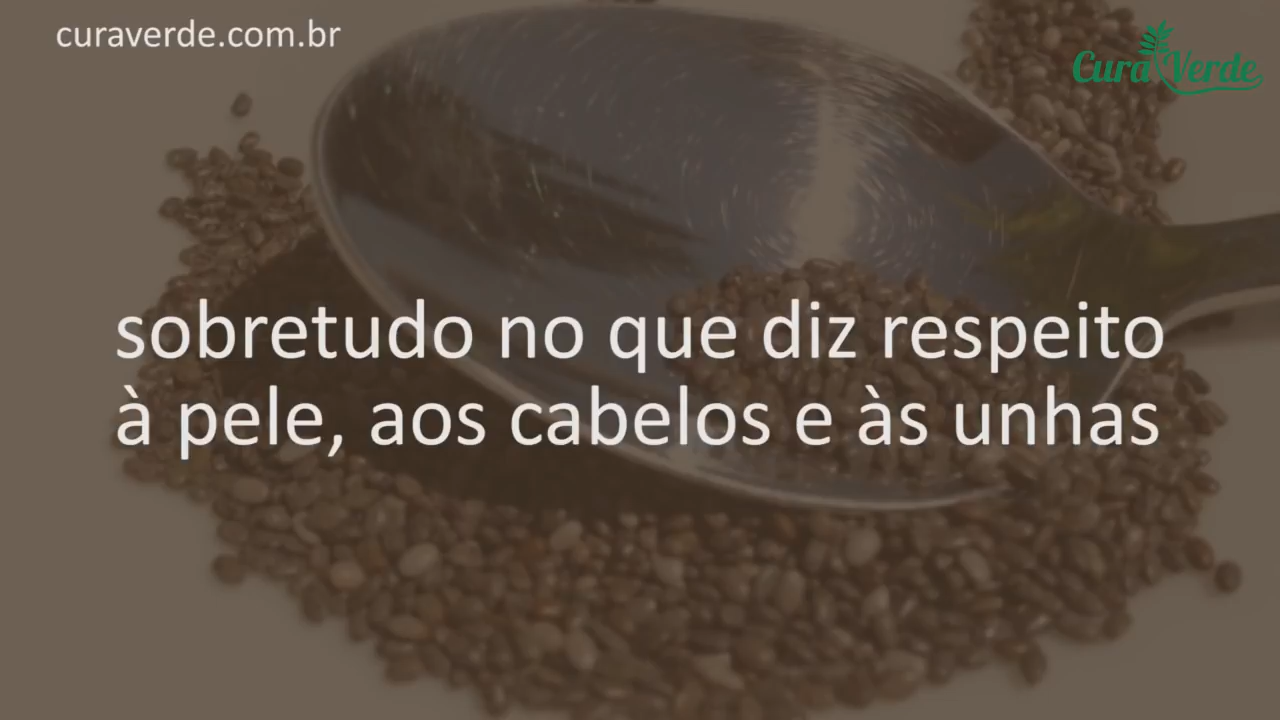 curaverde.com.br
Cura Verde
sobretudo no que diz respeito
à pele, aos cabelos e às unhas